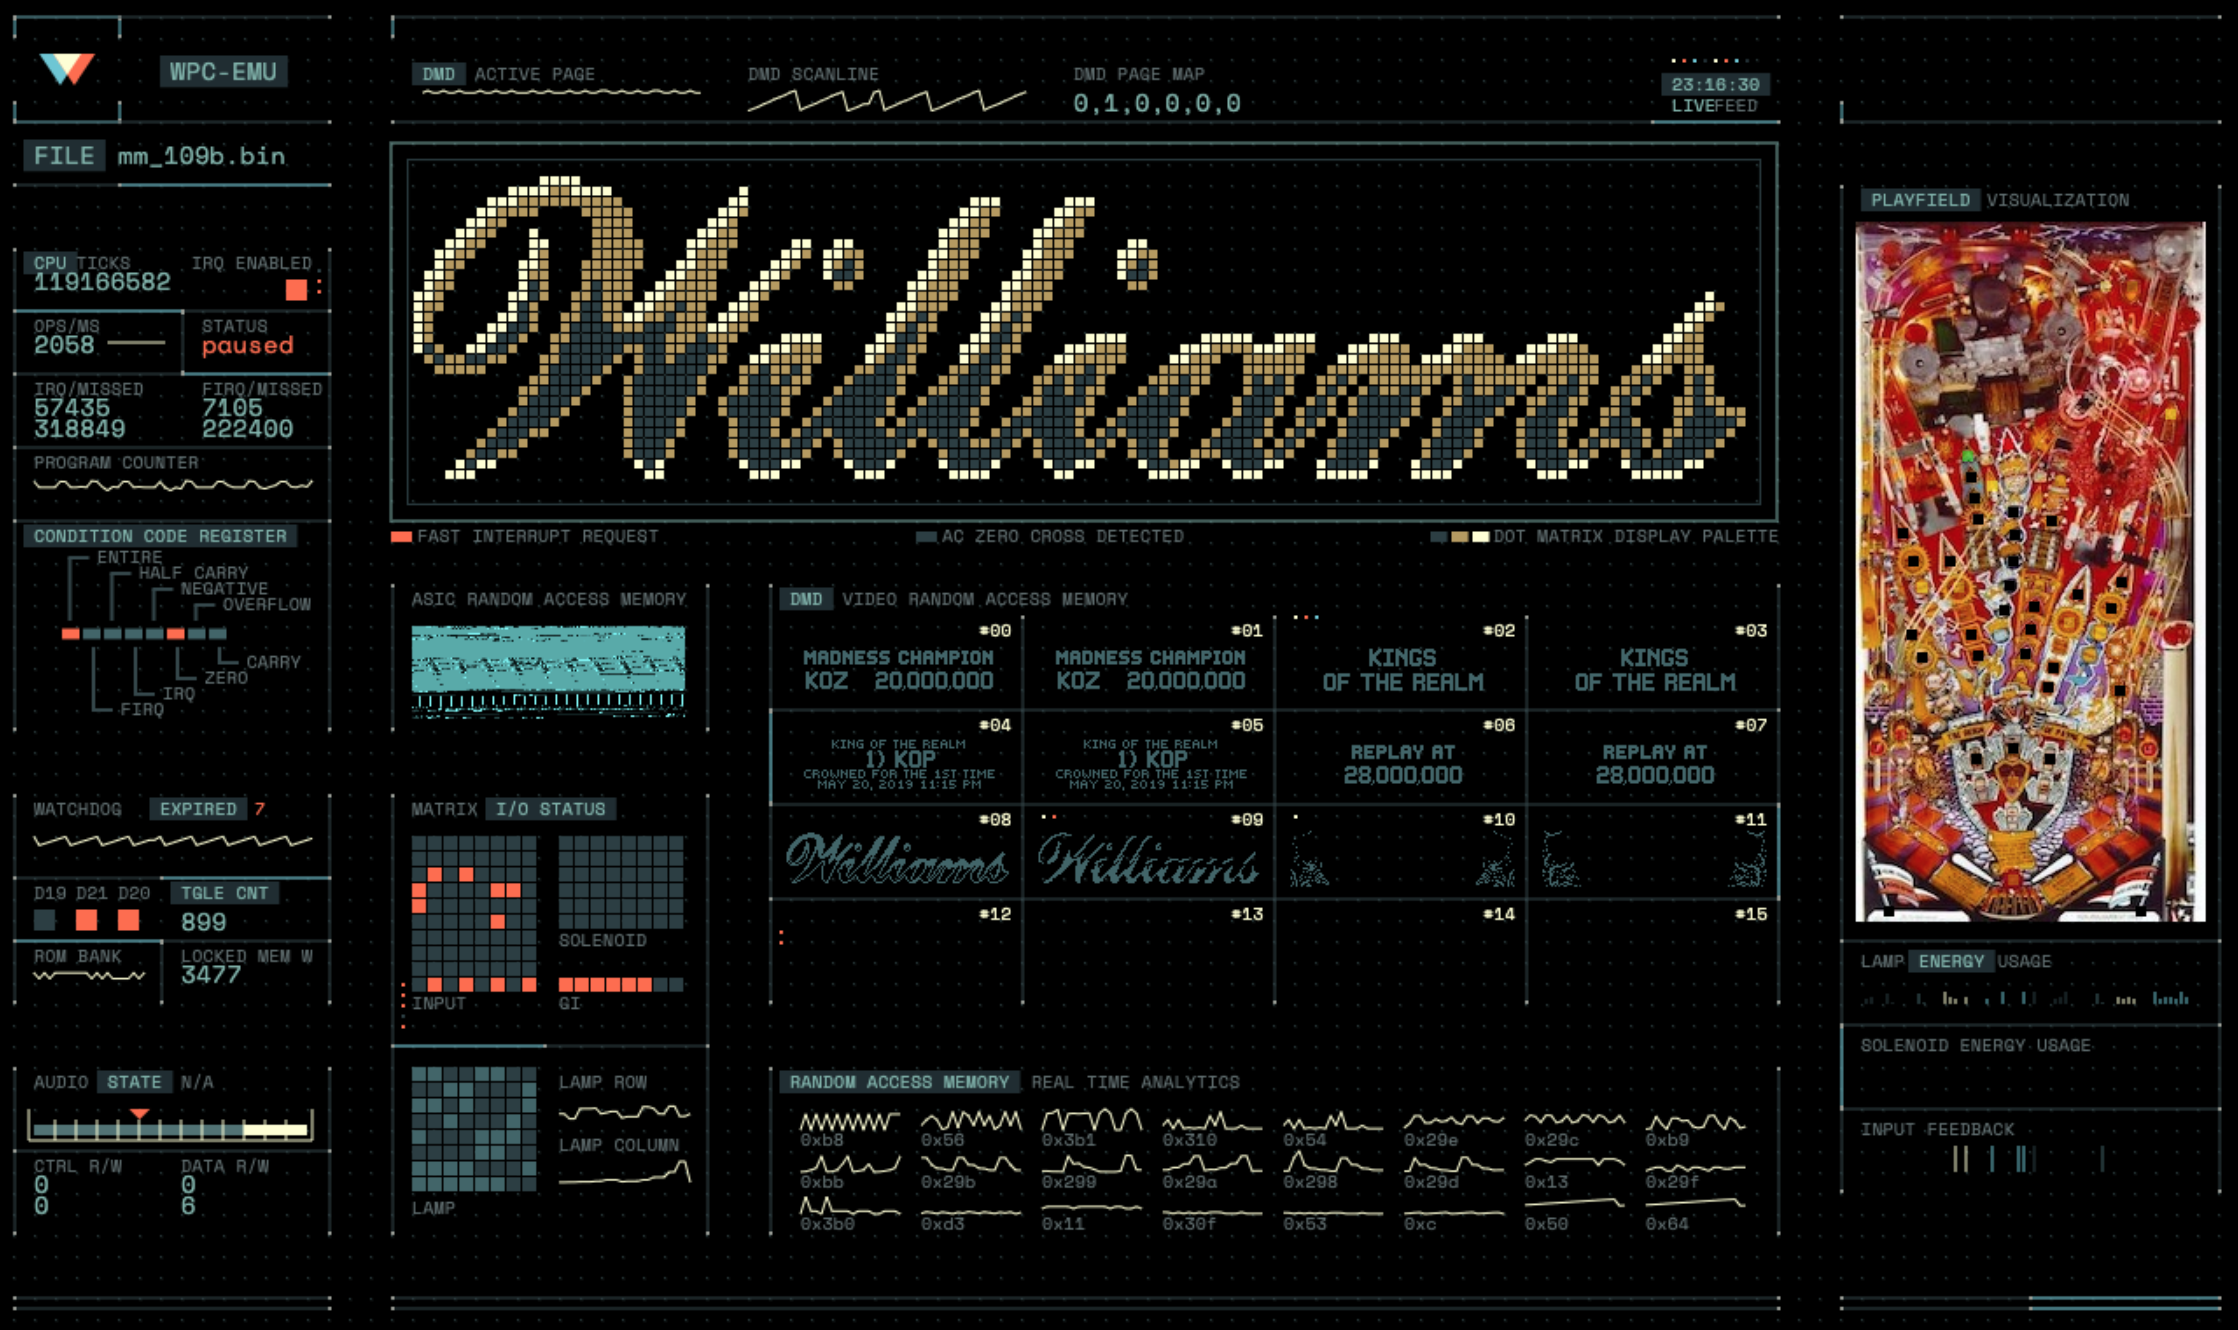 WPC-EMU
FILE mm_109b.bin
CPU TICKS
119166582
IRQ ENABLED
OPS/MS
2058
STATUS
paused
IRQ/MISSED
57435
318849
FIRQ/MISSED
7105
222400
PROGRAM COUNTER
CONDITION CODE REGISTER
ENTIRE
HALF CARRY
NEGATIVE
OVERFLOW
CARRY
ZERO
IRQ
FIRQ
WATCHDOG EXPIRED 7
D19 D21 D20
TGLE CNT
899
ROM BANK
LOCKED MEM W
3477
AUDIO STATE N/A
CTRL R/W
0
0
DATA R/W
0
6
DMD ACTIVE PAGE
DMD SCANLINE
DMD PAGE MAP
0,1,0,0,0,0
23:16:30
LIVEFEED
Williams
FAST INTERRUPT REQUEST
AC ZERO CROSS DETECTED
DOT MATRIX DISPLAY PALETTE
ASIC RANDOM ACCESS MEMORY
MATRIX I/O STATUS
SOLENOID
INPUT
GI
LAMP ROW
LAMP COLUMN
LAMP
DMD VIDEO RANDOM ACCESS MEMORY
#00
MADNESS CHAMPION
KOZ 20,000,000
#01
MADNESS CHAMPION
KOZ 20,000,000
#02
KINGS
OF THE REALM
#03
KINGS
OF THE REALM
#04
KING OF THE REALM
1) KOP
CROWNED FOR THE 1ST TIME
MAY 20, 2019 11:15 PM
#05
KING OF THE REALM
1) KOP
CROWNED FOR THE 1ST TIME
MAY 20, 2019 11:15 PM
#06
REPLAY AT
28,000,000
#07
REPLAY AT
28,000,000
#08
Williams
#09
Williams
#10
#11
#12
#13
#14
#15
RANDOM ACCESS MEMORY REAL TIME ANALYTICS
0xb8 0x56 0x3b1 0x310 0x54 0x29e 0x29c 0xb9
0xbb 0x29b 0x299 0x29a 0x298 0x29d 0x13 0x29f
0x3b0 0xd3 0x11 0x30f 0x53 0xc 0x50 0x64
PLAYFIELD VISUALIZATION
LAMP ENERGY USAGE
SOLENOID ENERGY USAGE
INPUT FEEDBACK